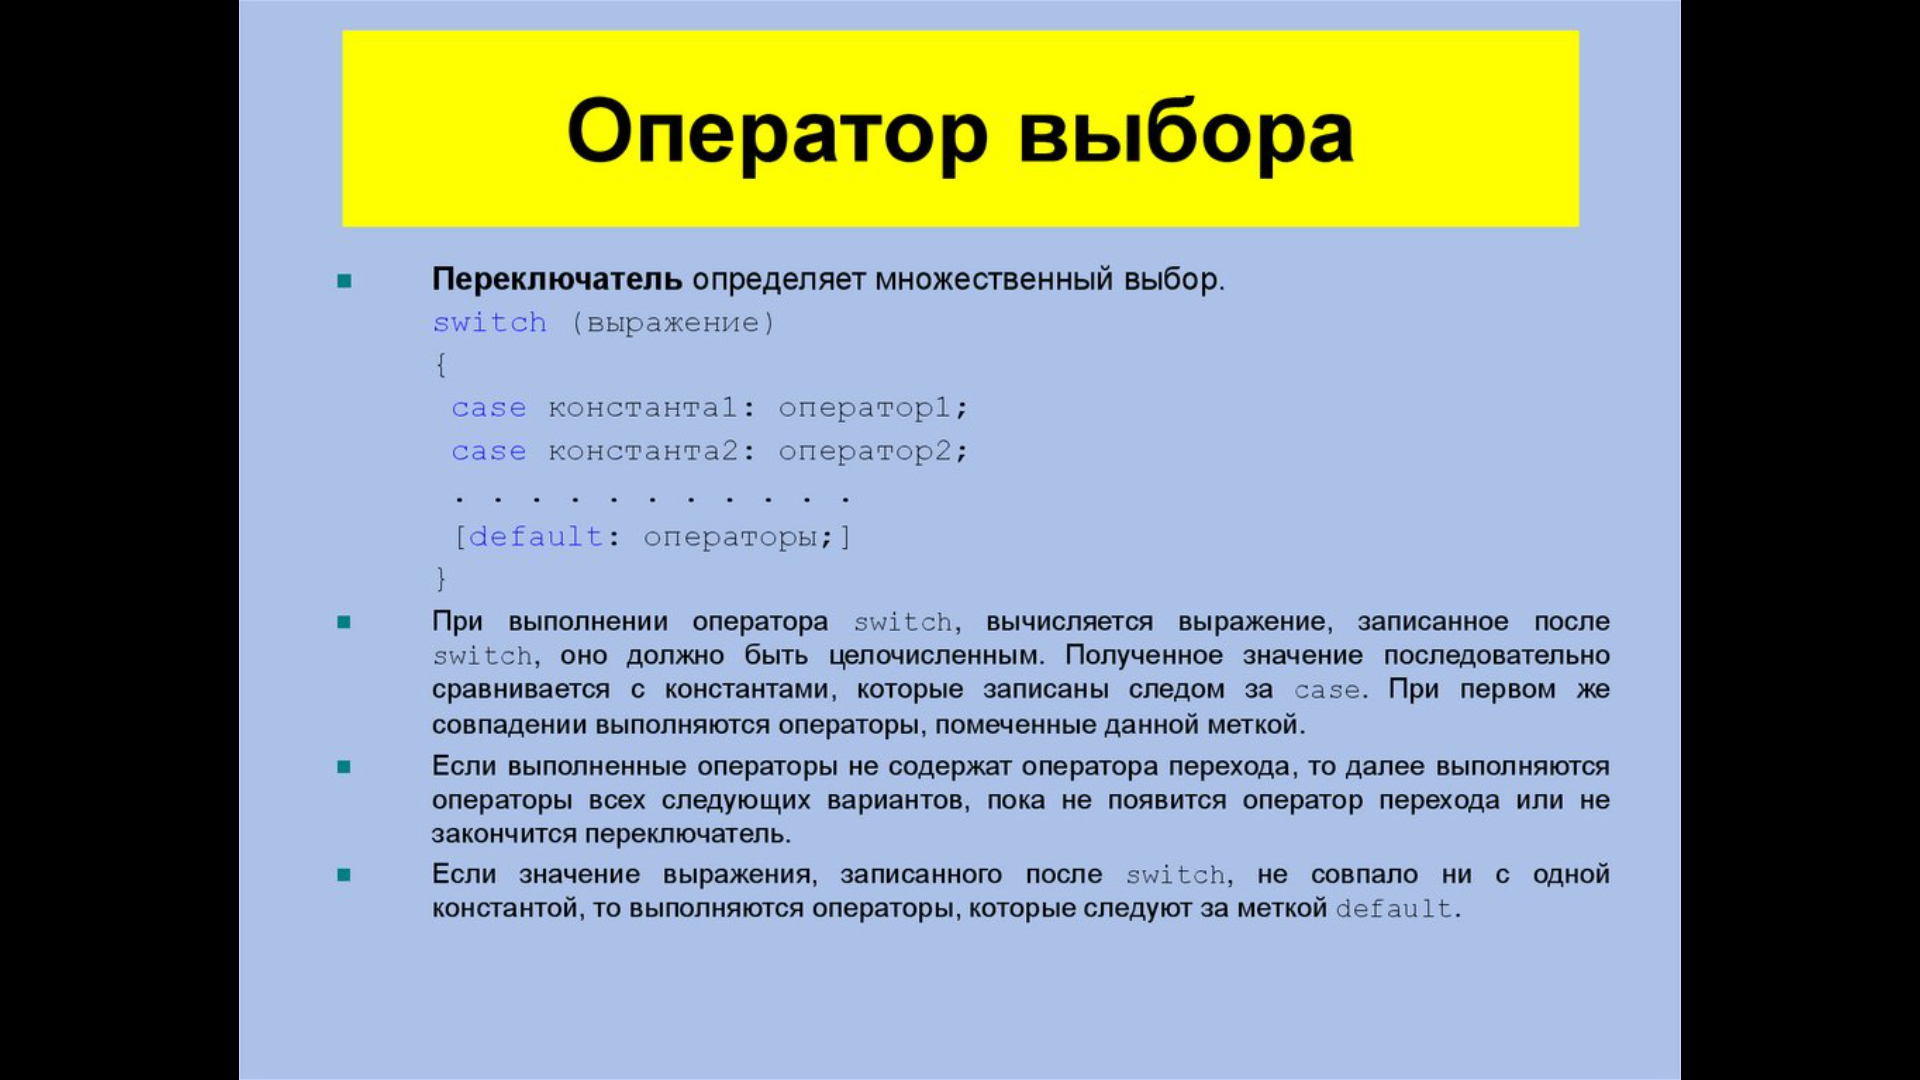 Оператор выбора
Переключатель определяет множественный выбор.
switch (выражение)
{
case константа1: оператор1;
case константа2: оператор2;
. . . . . . . . . . .
[default: операторы;]
}
При выполнении оператора switch, вычисляется выражение, записанное после
switch, оно должно быть целочисленным. Полученное значение последовательно
сравнивается с константами, которые записаны следом за case. При первом же
совпадении выполняются операторы, помеченные данной меткой.
Если выполненные операторы не содержат оператора перехода, то далее выполняются
операторы всех следующих вариантов, пока не появится оператор перехода или не
закончится переключатель.
Если значение выражения, записанного после switch, не совпало ни с одной
константой, то выполняются операторы, которые следуют за меткой default.